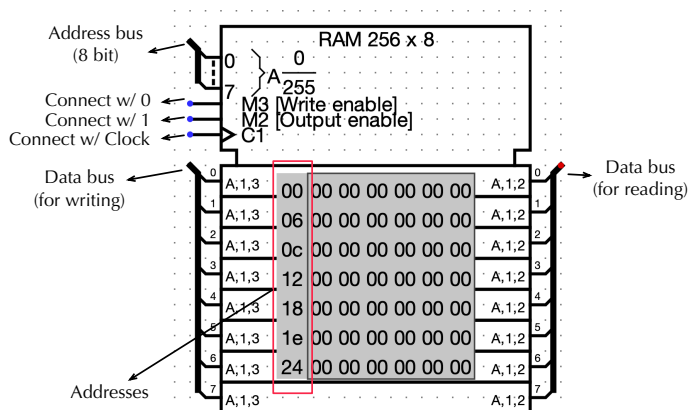 RAM 256 x 8
Address bus
(8 bit)
0
7
A 0
255
Connect w/ 0
M3 [Write enable]
Connect w/ 1
M2 [Output enable]
Connect w/ Clock
C1
Data bus
(for writing)
Data bus
(for reading)
0 A,1,3 00 00 00 00 00 00 00 A,1;2 0
1 A;1,3 06 00 00 00 00 00 00 A,1;2 1
2 A;1,3 0c 00 00 00 00 00 00 A,1;2 2
3 A;1,3 12 00 00 00 00 00 00 A,1;2 3
4 A;1,3 18 00 00 00 00 00 00 A,1;2 4
5 A;1,3 1e 00 00 00 00 00 00 A,1;2 5
6 A;1,3 24 00 00 00 00 00 00 A,1;2 6
7 A;1,3 A,1;2 7
Addresses